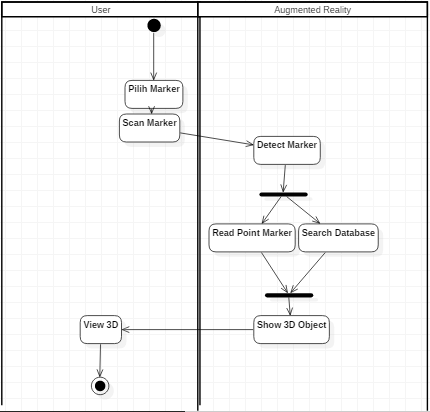 User
Augmented Reality
Pilih Marker
Scan Marker
Detect Marker
Read Point Marker
Search Database
View 3D
Show 3D Object